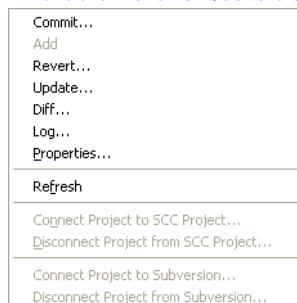 Commit...
Add
Revert...
Update...
Diff...
Log...
Properties...
Refresh
Connect Project to SCC Project...
Disconnect Project from SCC Project...
Connect Project to Subversion...
Disconnect Project from Subversion...